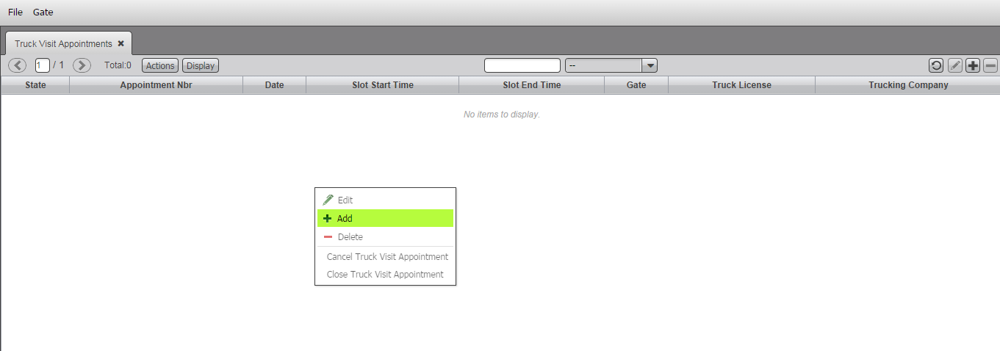 File Gate
Truck Visit Appointments
1 / 1 Total:0 Actions Display --
State Appointment Nbr Date Slot Start Time Slot End Time Gate Truck License Trucking Company
No items to display.
Edit
Add
Delete
Cancel Truck Visit Appointment
Close Truck Visit Appointment